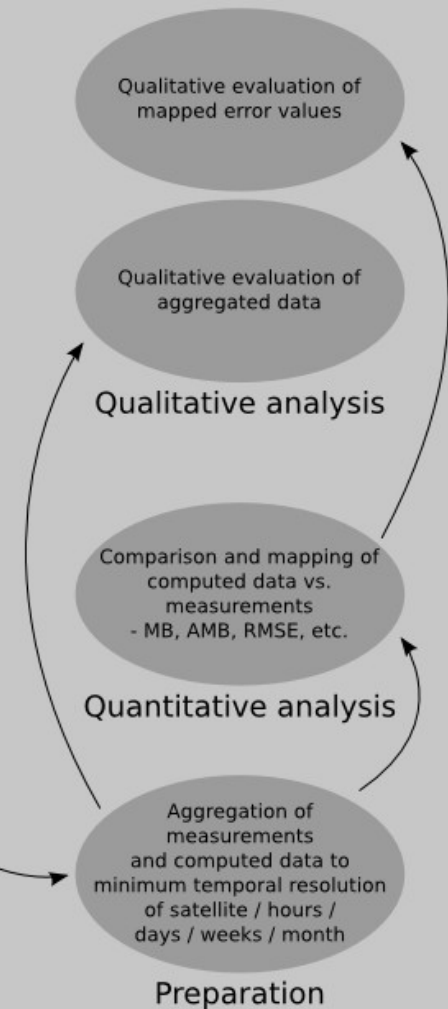 Qualitative evaluation of
mapped error values
Qualitative evaluation of
aggregated data
Qualitative analysis
Comparison and mapping of
computed data vs.
measurements
- MB, AMB, RMSE, etc.
Quantitative analysis
Aggregation of
measurements
and computed data to
minimum temporal resolution
of satellite / hours /
days / weeks / month
Preparation